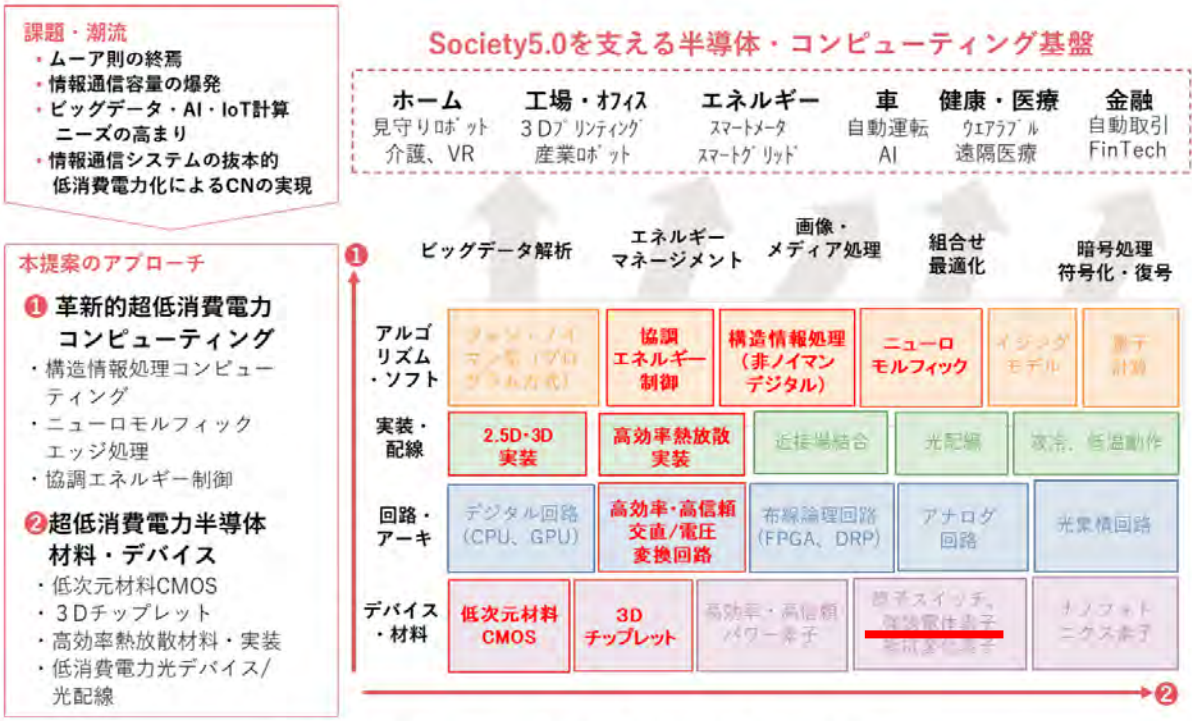 課題・潮流
・ムーア則の終焉
・情報通信容量の爆発
・ビッグデータ・AI・IoT計算
ニーズの高まり
・情報通信システムの抜本的
低消費電力化によるCNの実現
本提案のアプローチ
❶ 革新的超低消費電力
コンピューティング
・構造情報処理コンピュー
ティング
・ニューロモルフィック
エッジ処理
・協調エネルギー制御
❷超低消費電力半導体
材料・デバイス
・低次元材料CMOS
・３Dチップレット
・高効率熱放散材料・実装
・低消費電力光デバイス/
光配線
Society5.0を支える半導体・コンピューティング基盤
ホーム
見守りﾛﾎﾞｯﾄ
介護、VR
工場・ｵﾌｨｽ
３Dﾌﾟﾘﾝﾃｨﾝｸﾞ
産業ﾛﾎﾞｯﾄ
エネルギー
ｽﾏｰﾄﾒｰﾀ
ｽﾏｰﾄｸﾞﾘｯﾄﾞ
車
自動運転
AI
健康・医療
ｳｴｱﾗﾌﾞﾙ
遠隔医療
金融
自動取引
FinTech
❶
ビッグデータ解析
エネルギー
マネージメント
画像・
メディア処理
組合せ
最適化
暗号処理
符号化・復号
アルゴ
リズム
・ソフト
協調
エネルギー
制御
構造情報処理
(非ノイマン
デジタル)
ニューロ
モルフィック
イジング
モデル
量子
計算
実装・
配線
2.5D・3D
実装
高効率熱放散
実装
近接場結合
光配線
液冷、低温動作
回路・
アーキ
デジタル回路
(CPU、GPU)
高効率・高信頼
交直/電圧
変換回路
布線論理回路
(FPGA、DRP)
アナログ
回路
光集積回路
デバイス
・材料
低次元材料
CMOS
3D
チップレット
高効率・高信頼
パワー素子
原子スイッチ、
ナノフォト
ニクス素子
❷